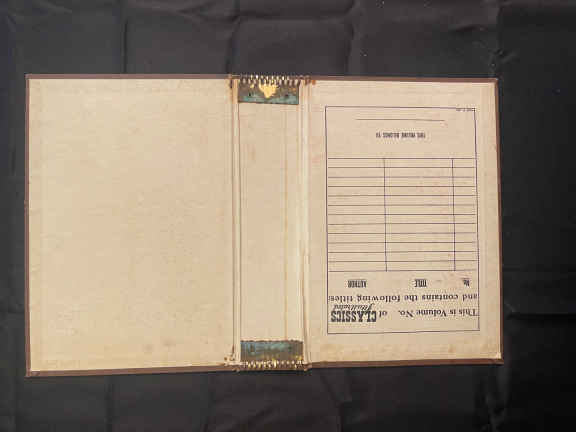 This is Volume No. of CLASSICS Illustrated
and contains the following titles:
No. TITLE AUTHOR
THIS VOLUME BELONGS TO